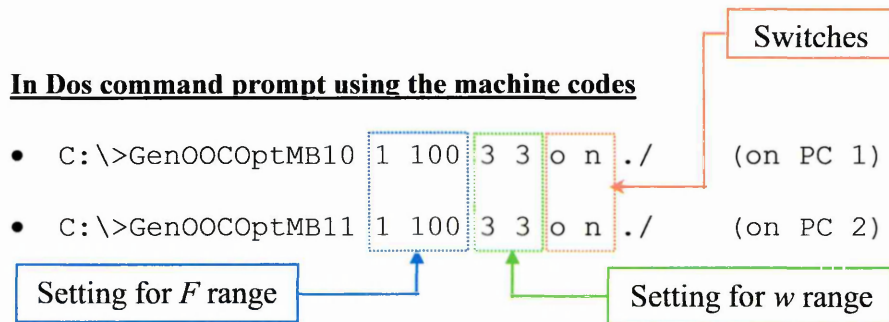 Switches
In Dos command prompt using the machine codes
• C:\>GenOOCOptMB10 1 100 3 3 o n ./ (on PC 1)
• C:\>GenOOCOptMB11 1 100 3 3 o n ./ (on PC 2)
Setting for F range
Setting for w range